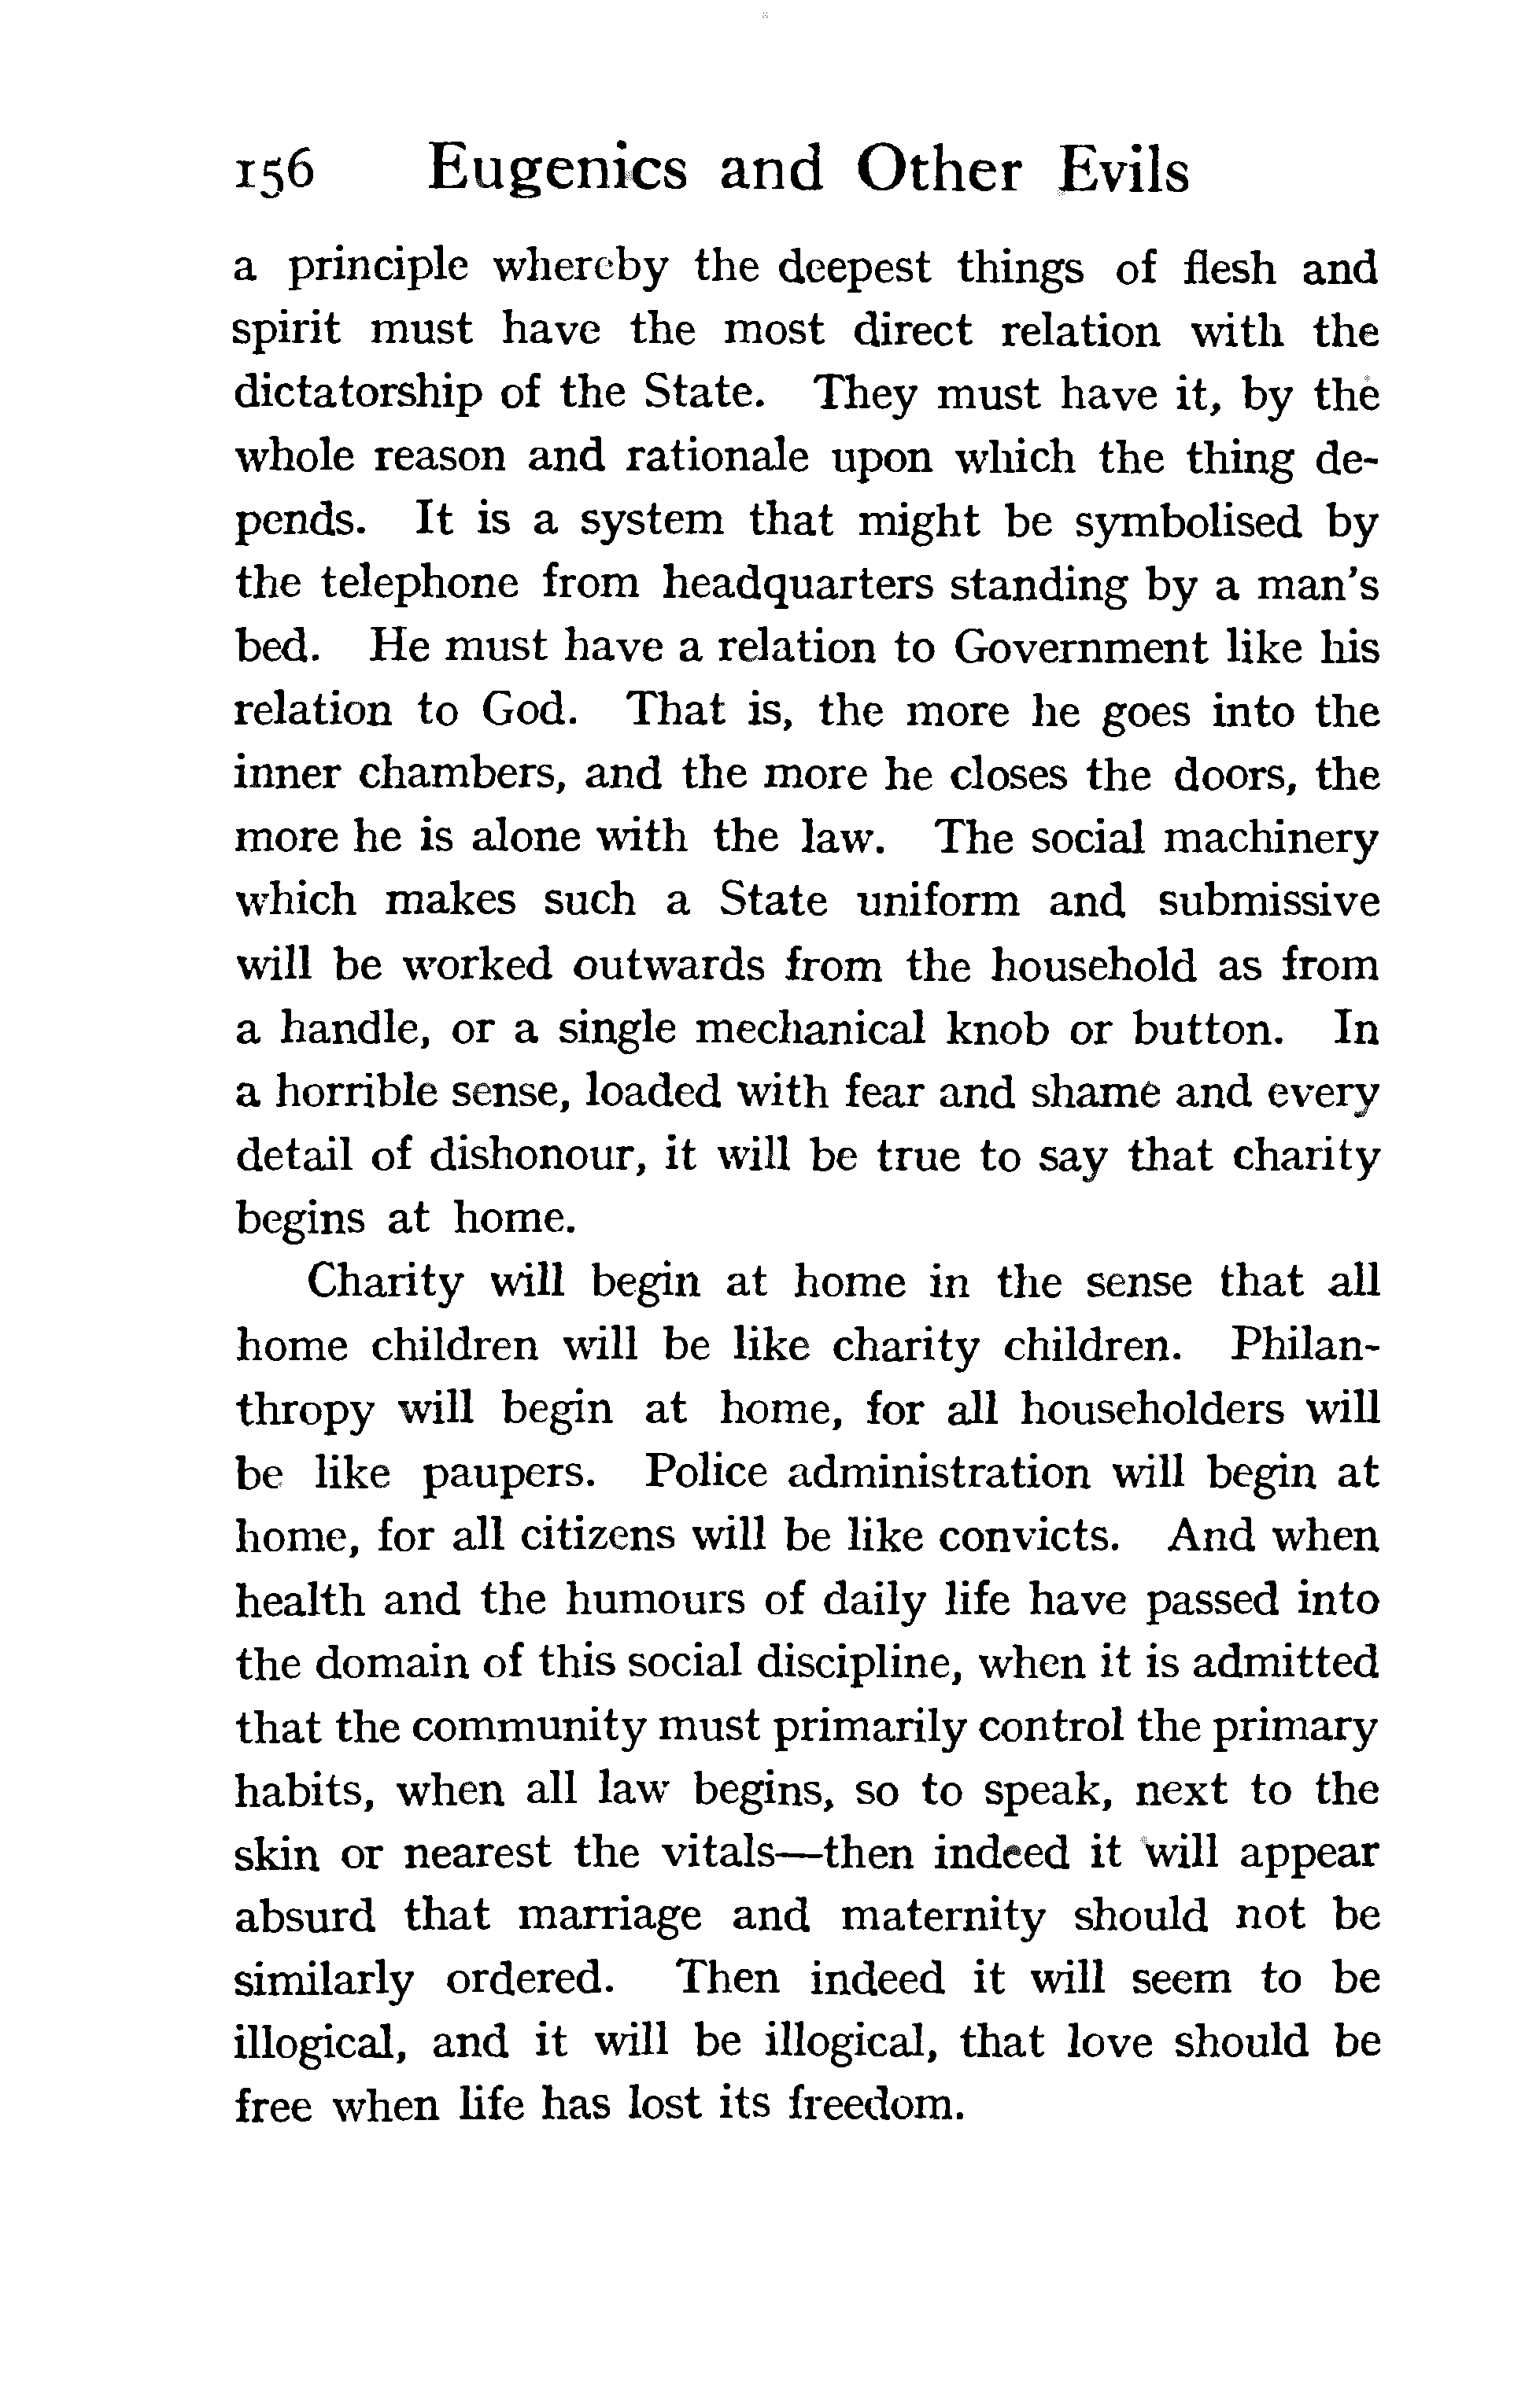 156 Eugenics and Other Evils
a principle whereby the deepest things of flesh and
spirit must have the most direct relation with the
dictatorship of the State. They must have it, by the
whole reason and rationale upon which the thing de-
pends. It is a system that might be symbolised by
the telephone from headquarters standing by a man's
bed. He must have a relation to Government like his
relation to God. That is, the more he goes into the
inner chambers, and the more he closes the doors, the
more he is alone with the law. The social machinery
which makes such a State uniform and submissive
will be worked outwards from the household as from
a handle, or a single mechanical knob or button. In
a horrible sense, loaded with fear and shame and every
detail of dishonour, it will be true to say that charity
begins at home.
Charity will begin at home in the sense that all
home children will be like charity children. Philan-
thropy will begin at home, for all householders will
be like paupers. Police administration will begin at
home, for all citizens will be like convicts. And when
health and the humours of daily life have passed into
the domain of this social discipline, when it is admitted
that the community must primarily control the primary
habits, when all law begins, so to speak, next to the
skin or nearest the vitals—then indeed it will appear
absurd that marriage and maternity should not be
similarly ordered. Then indeed it will seem to be
illogical, and it will be illogical, that love should be
free when life has lost its freedom.